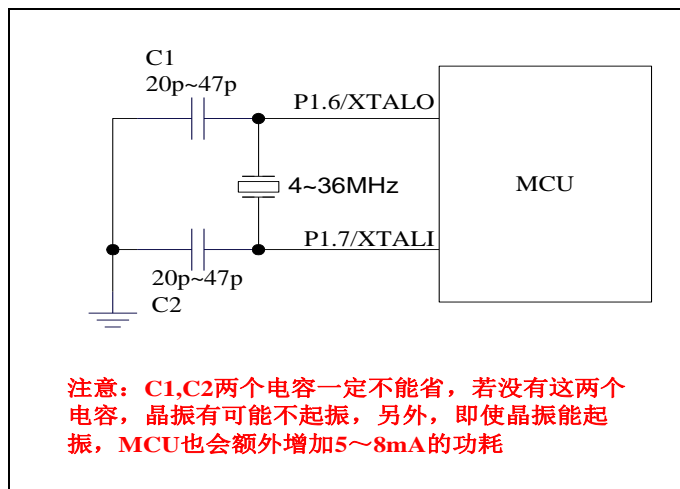 C1
20p~47p
P1.6/XTALO
4~36MHz
MCU
P1.7/XTALI
20p~47p
C2
注意：C1,C2两个电容一定不能省，若没有这两个
电容，晶振有可能不起振，另外，即使晶振能起
振，MCU也会额外增加5～8mA的功耗